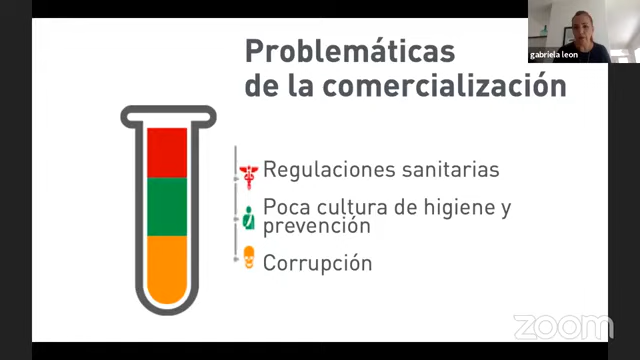 gabriela leon
Problemáticas
de la comercialización
Regulaciones sanitarias
Poca cultura de higiene y
prevención
Corrupción
zoom